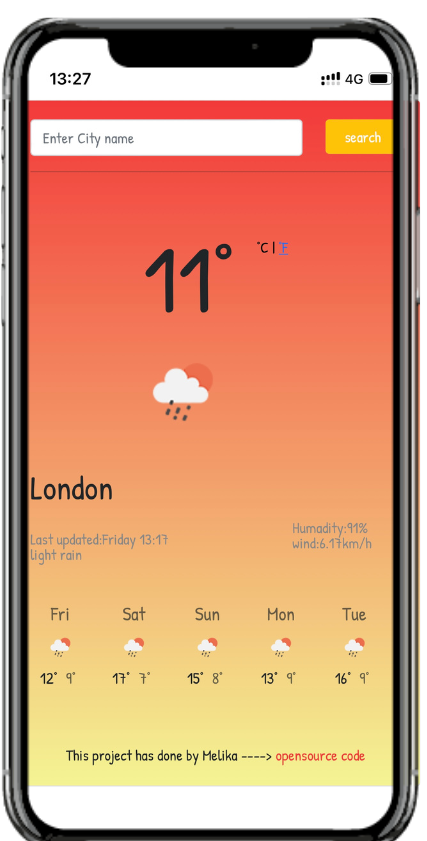 13:27 4G
Enter City name search
11° °C | °F
London
Humadity:91%
Last updated:Friday 13:17 wind:6.17km/h
light rain
Fri Sat Sun Mon Tue
12° 9° 17° 7° 15° 8° 13° 9° 16° 9°
This project has done by Melika ----> opensource code